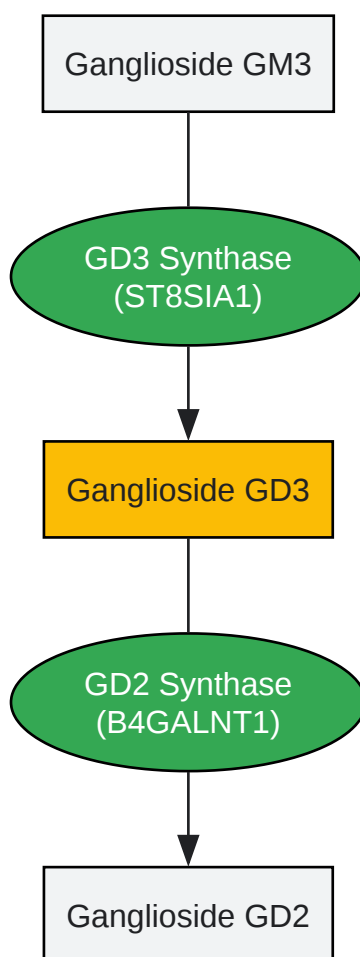 Ganglioside GM3
GD3 Synthase
(ST8SIA1)
Ganglioside GD3
GD2 Synthase
(B4GALNT1)
Ganglioside GD2